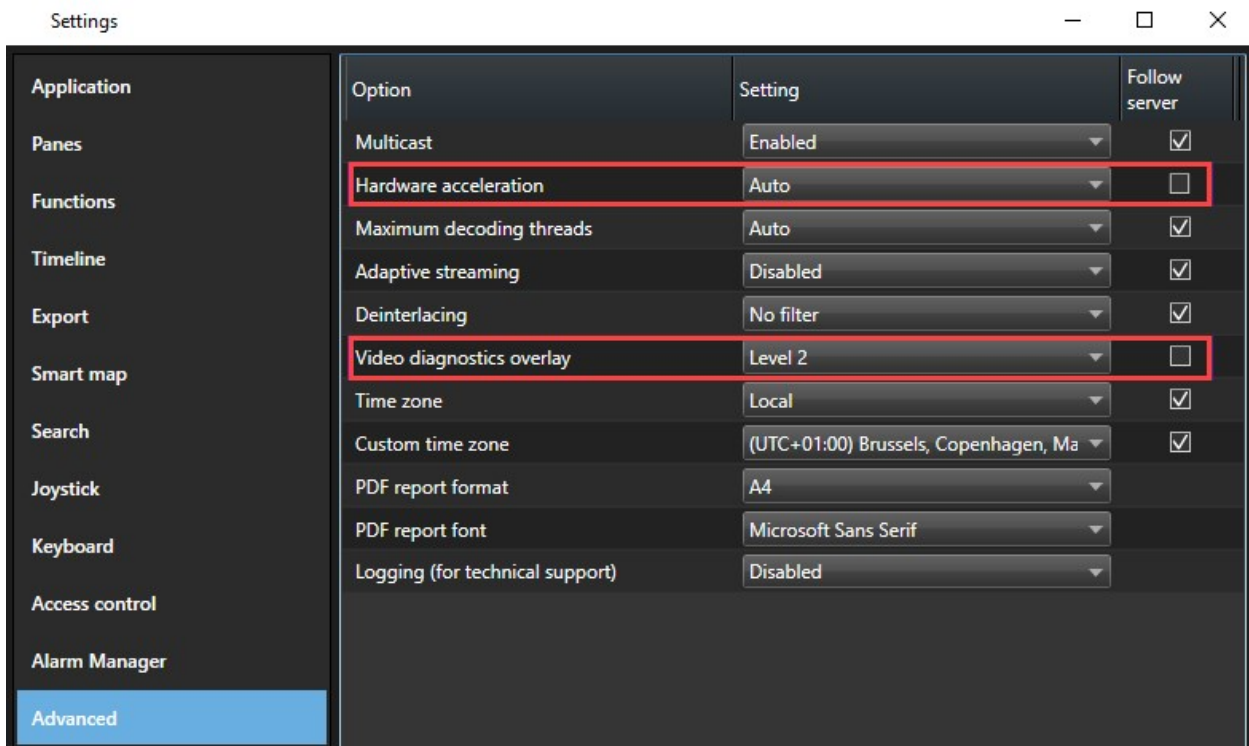 Settings
Application
Panes
Functions
Timeline
Export
Smart map
Search
Joystick
Keyboard
Access control
Alarm Manager
Advanced
Option Setting Follow server
Multicast Enabled
Hardware acceleration Auto
Maximum decoding threads Auto
Adaptive streaming Disabled
Deinterlacing No filter
Video diagnostics overlay Level 2
Time zone Local
Custom time zone (UTC+01:00) Brussels, Copenhagen, Ma
PDF report format A4
PDF report font Microsoft Sans Serif
Logging (for technical support) Disabled